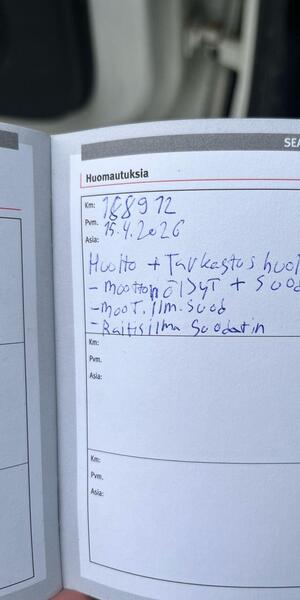 SEA
Huomautuksia
Km: 188912
Pvm. 15.4.2026
Asia:
Huolto + Tarkastus huol
- moottoriöljyt + suod
- moot. ilm. suod
- Raitisilma suodatin
Km:
Pvm.
Asia:
Km:
Pvm.
Asia: